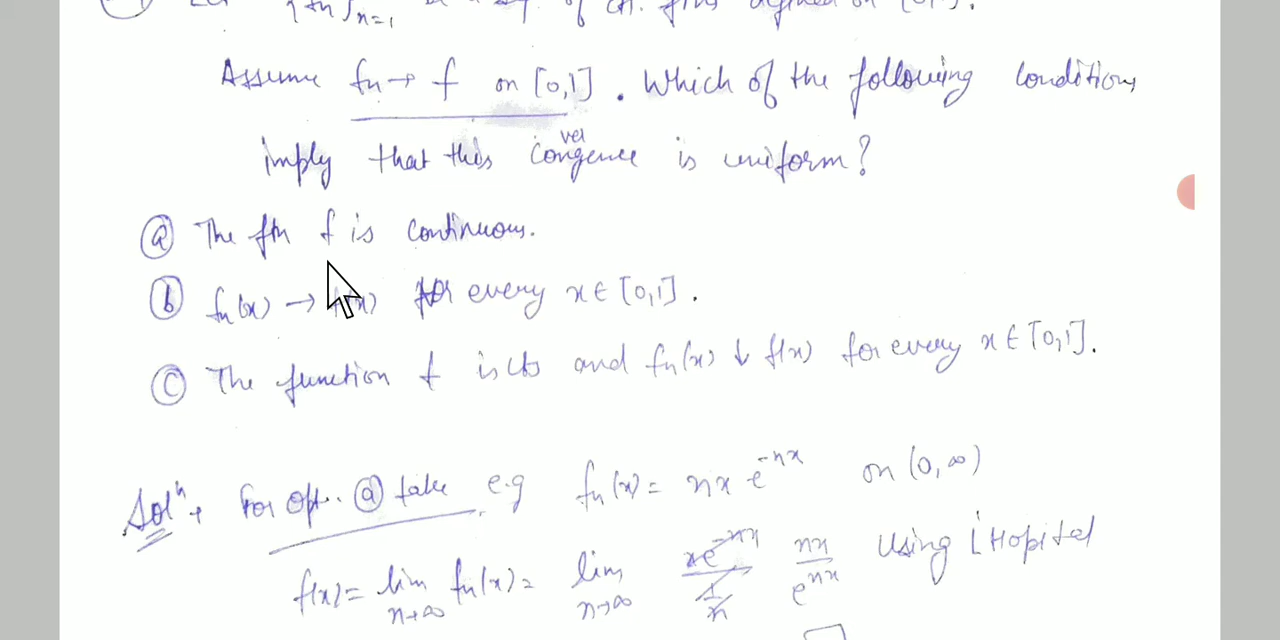 {fn}n=1
Assume fn → f on [0,1] . Which of the following conditions
imply that this convergence is uniform?
ⓐ The ftn f is continuous.
ⓑ fn(x) → f(x) for every x ∈ [0,1] .
ⓒ The function f is cts and fn(x) ↓ f(x) for every x ∈ [0,1].
Solⁿ → For Opt. ⓐ take e.g fn(x) = nx e^-nx on (0, ∞)
f(x) = lim n→∞ fn(x) = lim n→∞ nx/e^nx Using L'Hopital